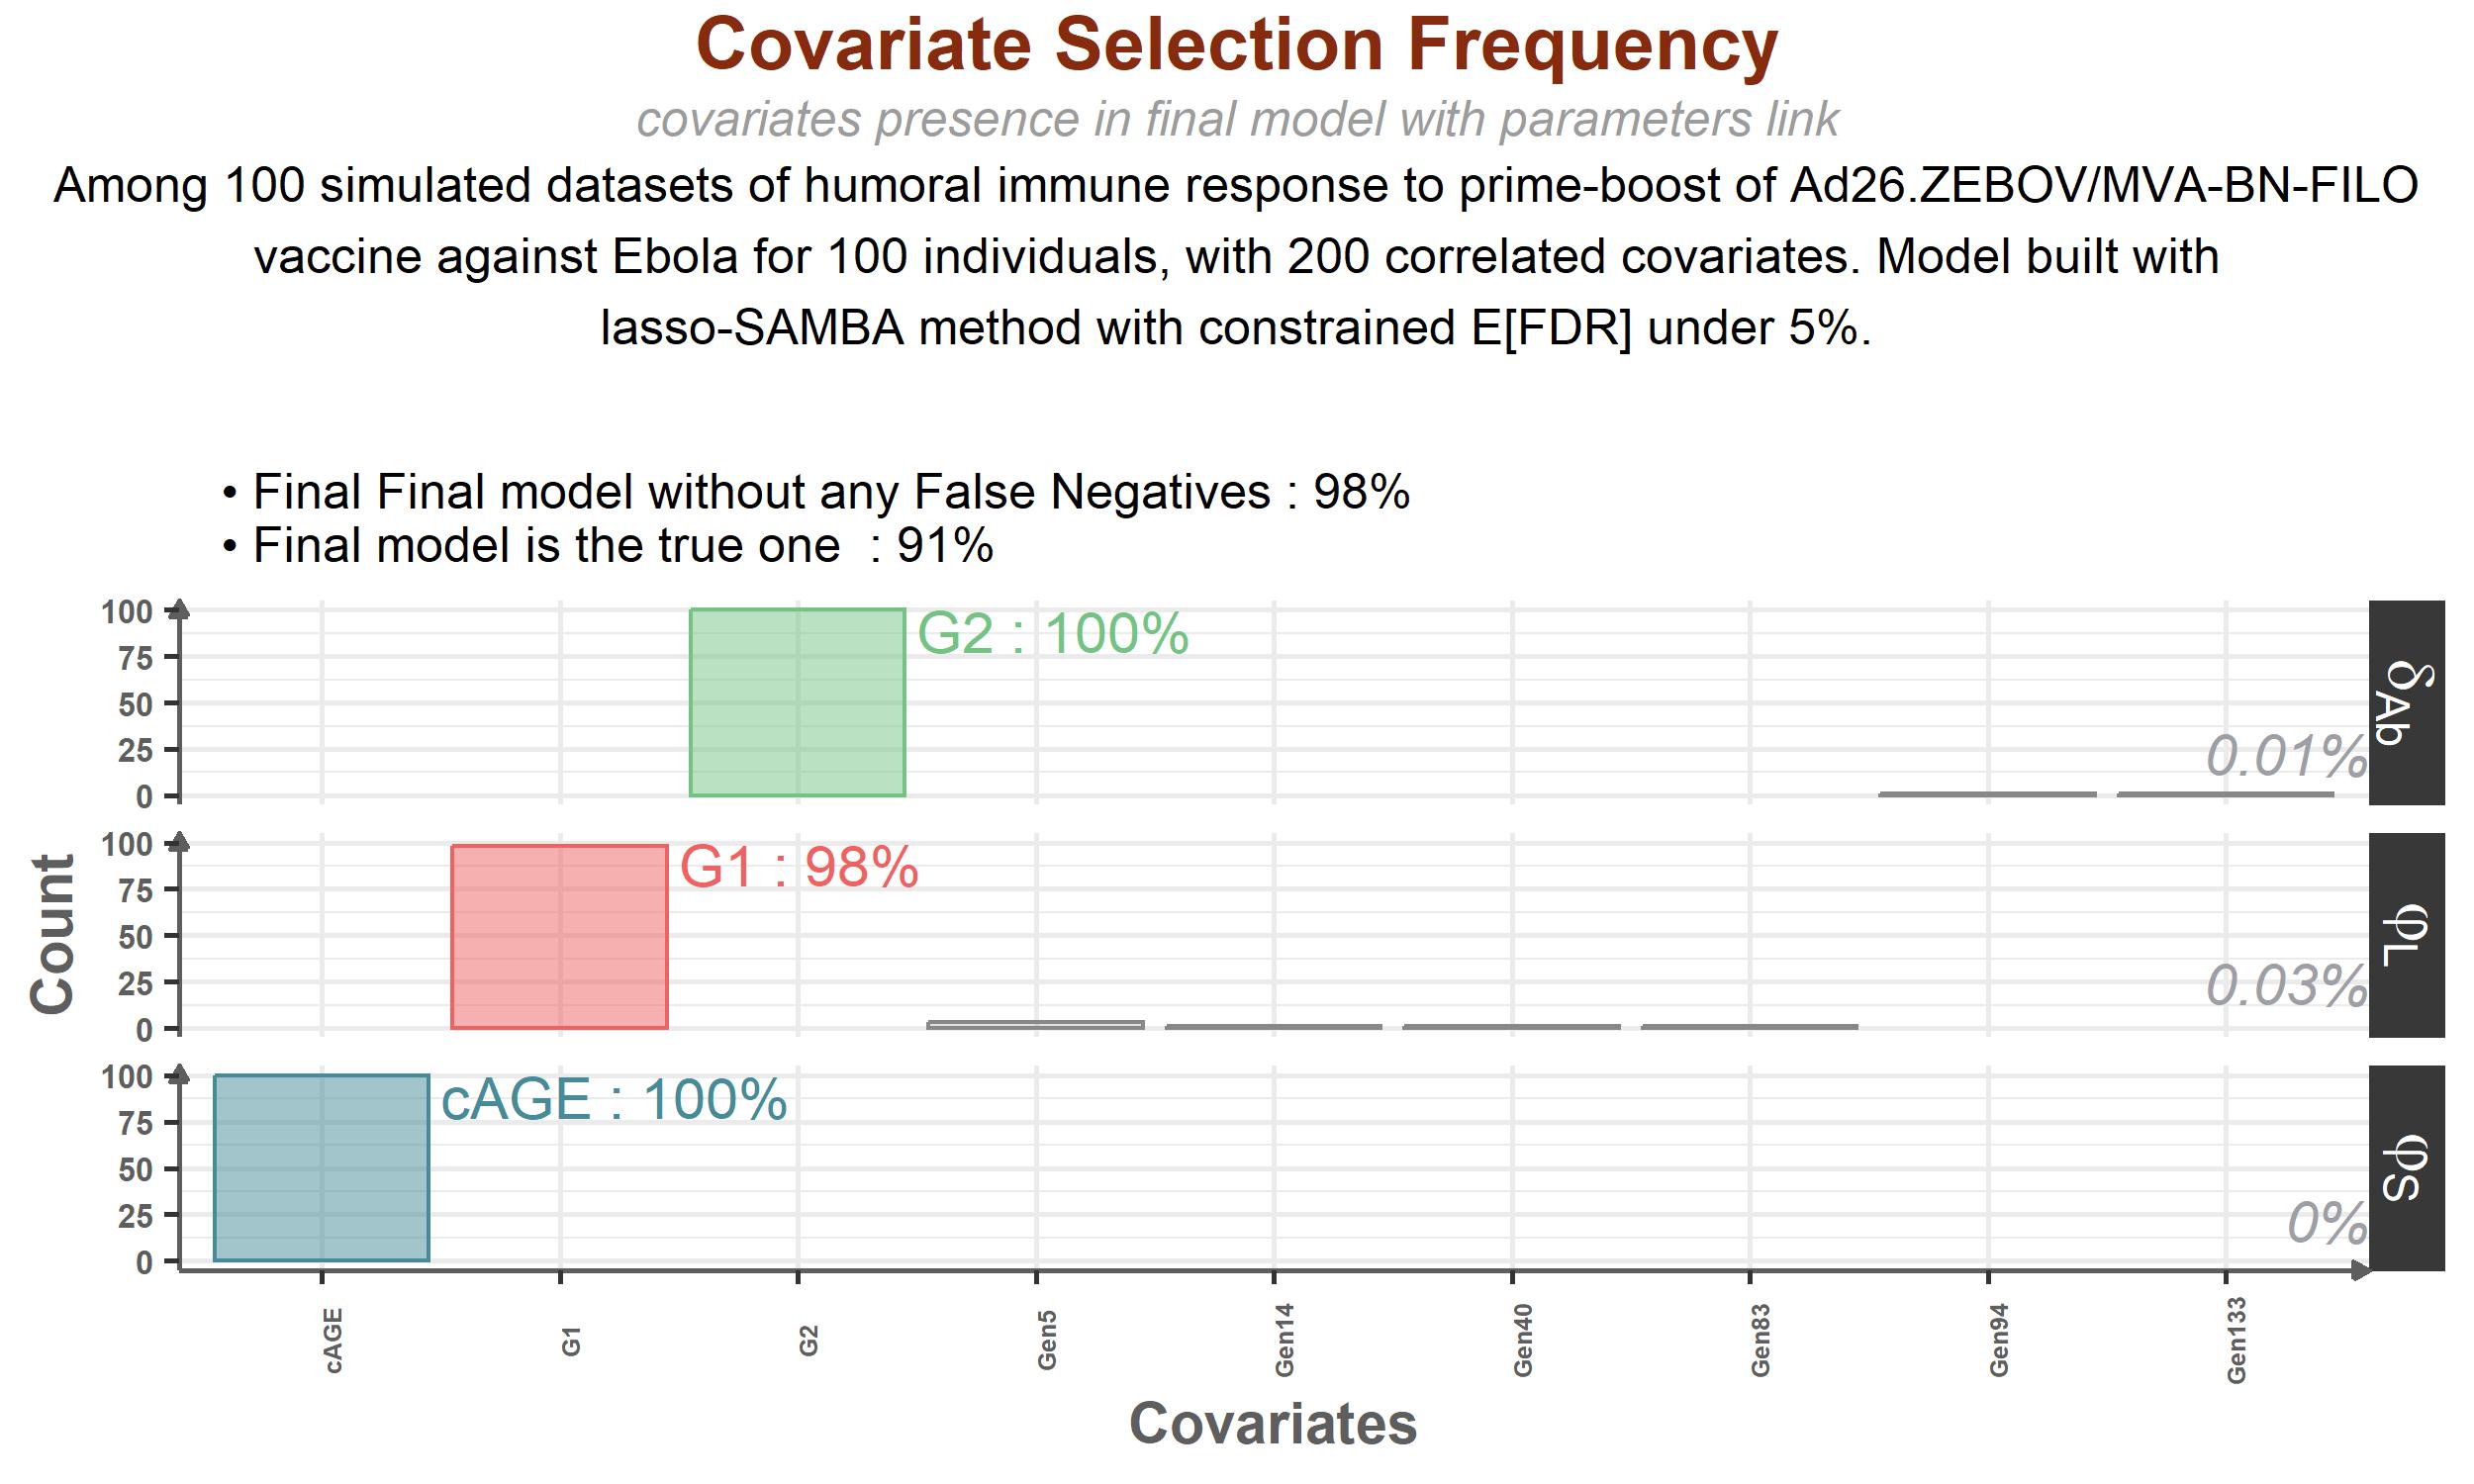 Covariate Selection Frequency
covariates presence in final model with parameters link
Among 100 simulated datasets of humoral immune response to prime-boost of Ad26.ZEBOV/MVA-BN-FILO
vaccine against Ebola for 100 individuals, with 200 correlated covariates. Model built with
lasso-SAMBA method with constrained E[FDR] under 5%.
• Final Final model without any False Negatives : 98%
• Final model is the true one  : 91%
100
75
50
25
0
G2 : 100%
0.01%
δAb
Count
100
75
50
25
0
G1 : 98%
0.03%
φL
100
75
50
25
0
cAGE : 100%
0%
φS
cAGE
G1
G2
Gen5
Gen14
Gen40
Gen83
Gen94
Gen133
Covariates